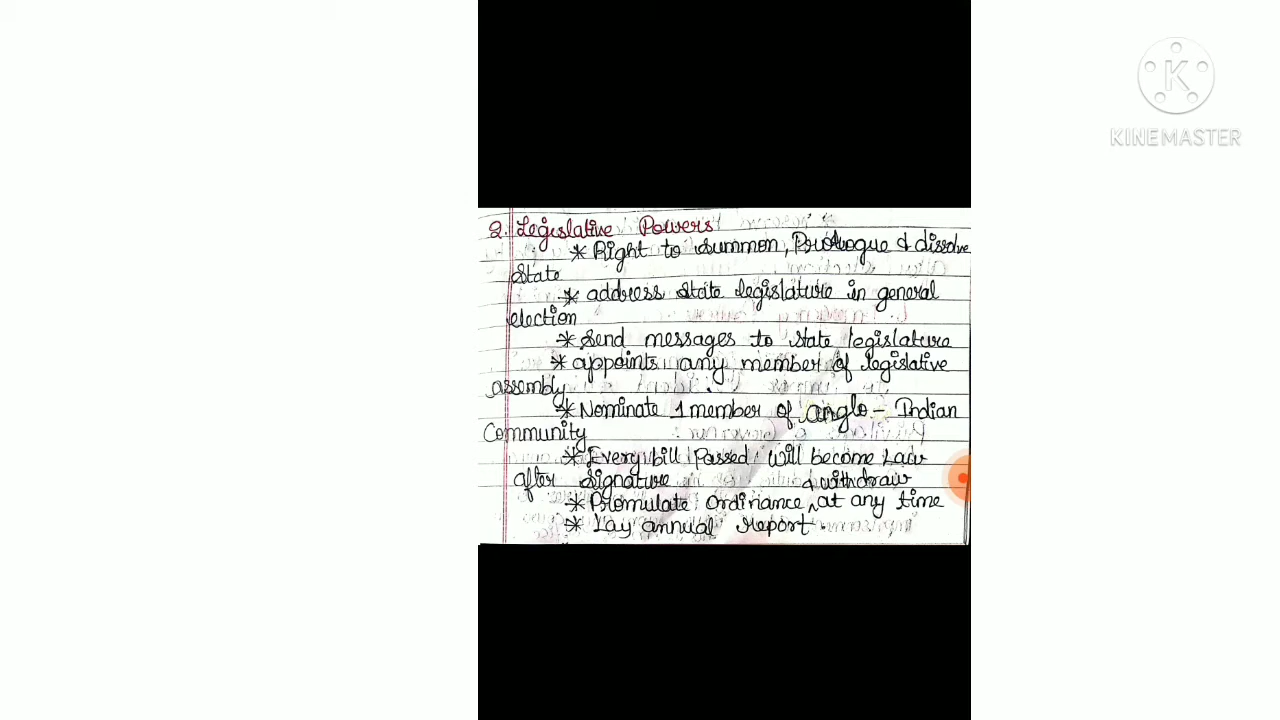 2. Legislative Powers
* Right to summon, Prorogue & dissolve
State
* address state legislature in general
election
* Send messages to state legislature
* appoints any member of legislative
assembly
* Nominate 1 member of anglo - Indian
Community
* Every bill Passed will become Law
after Signature
& withdraw
* Promulate ordinance at any time
* Lay annual report.
KINEMASTER